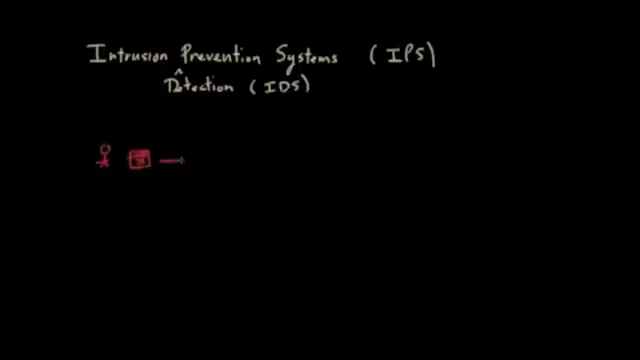 Intrusion Prevention Systems (IPS)
^
Detection (IDS)